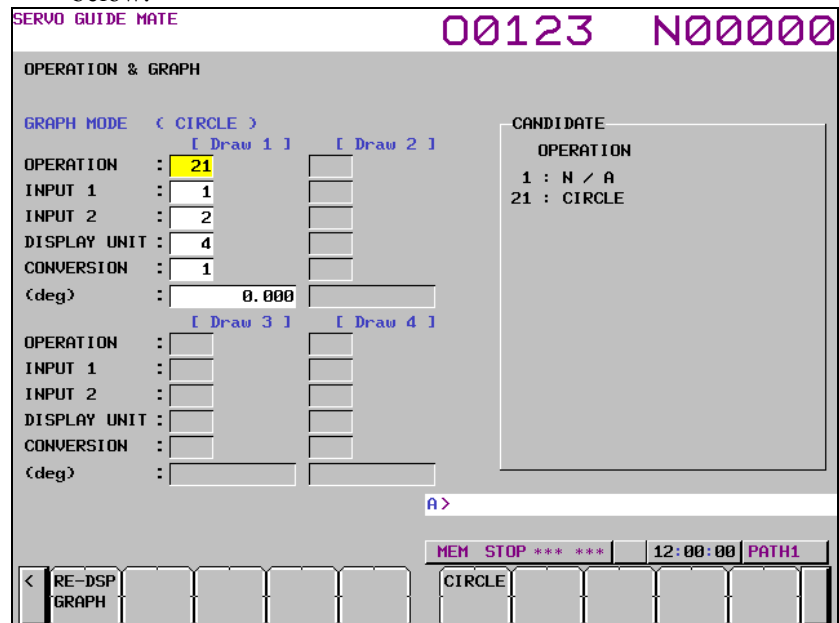 SERVO GUIDE MATE
O0123 N00000
OPERATION & GRAPH
GRAPH MODE ( CIRCLE )
[ Draw 1 ] [ Draw 2 ]
OPERATION : 21
INPUT 1 : 1
INPUT 2 : 2
DISPLAY UNIT : 4
CONVERSION : 1
(deg) : 0.000
[ Draw 3 ] [ Draw 4 ]
OPERATION :
INPUT 1 :
INPUT 2 :
DISPLAY UNIT :
CONVERSION :
(deg) :
CANDIDATE
OPERATION
1 : N / A
21 : CIRCLE
A>
MEM STOP *** *** 12:00:00 PATH1
< RE-DSP CIRCLE
GRAPH